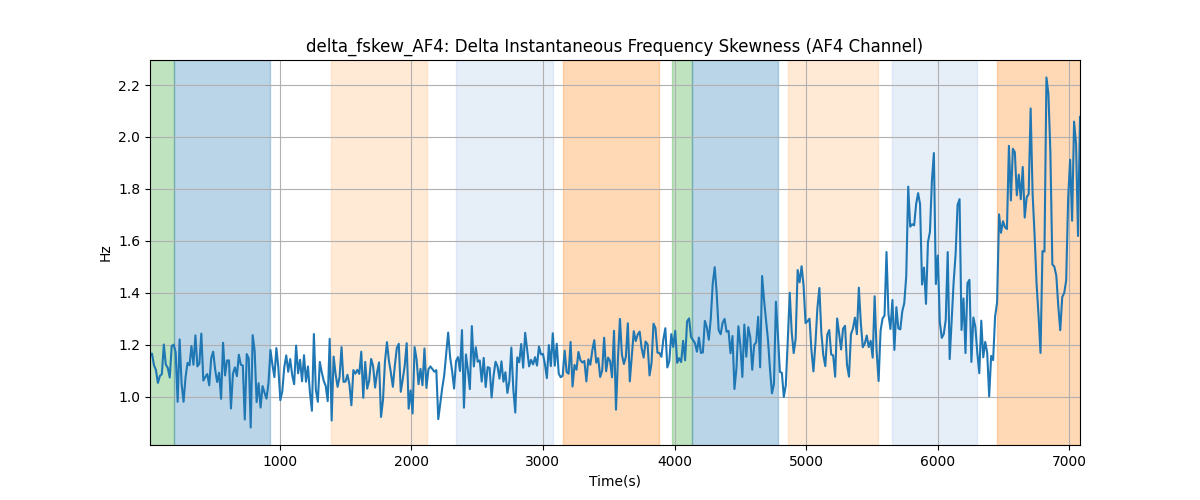 delta_fskew_AF4: Delta Instantaneous Frequency Skewness (AF4 Channel)
Hz
2.2
2.0
1.8
1.6
1.4
1.2
1.0
1000 2000 3000 4000 5000 6000 7000
Time(s)